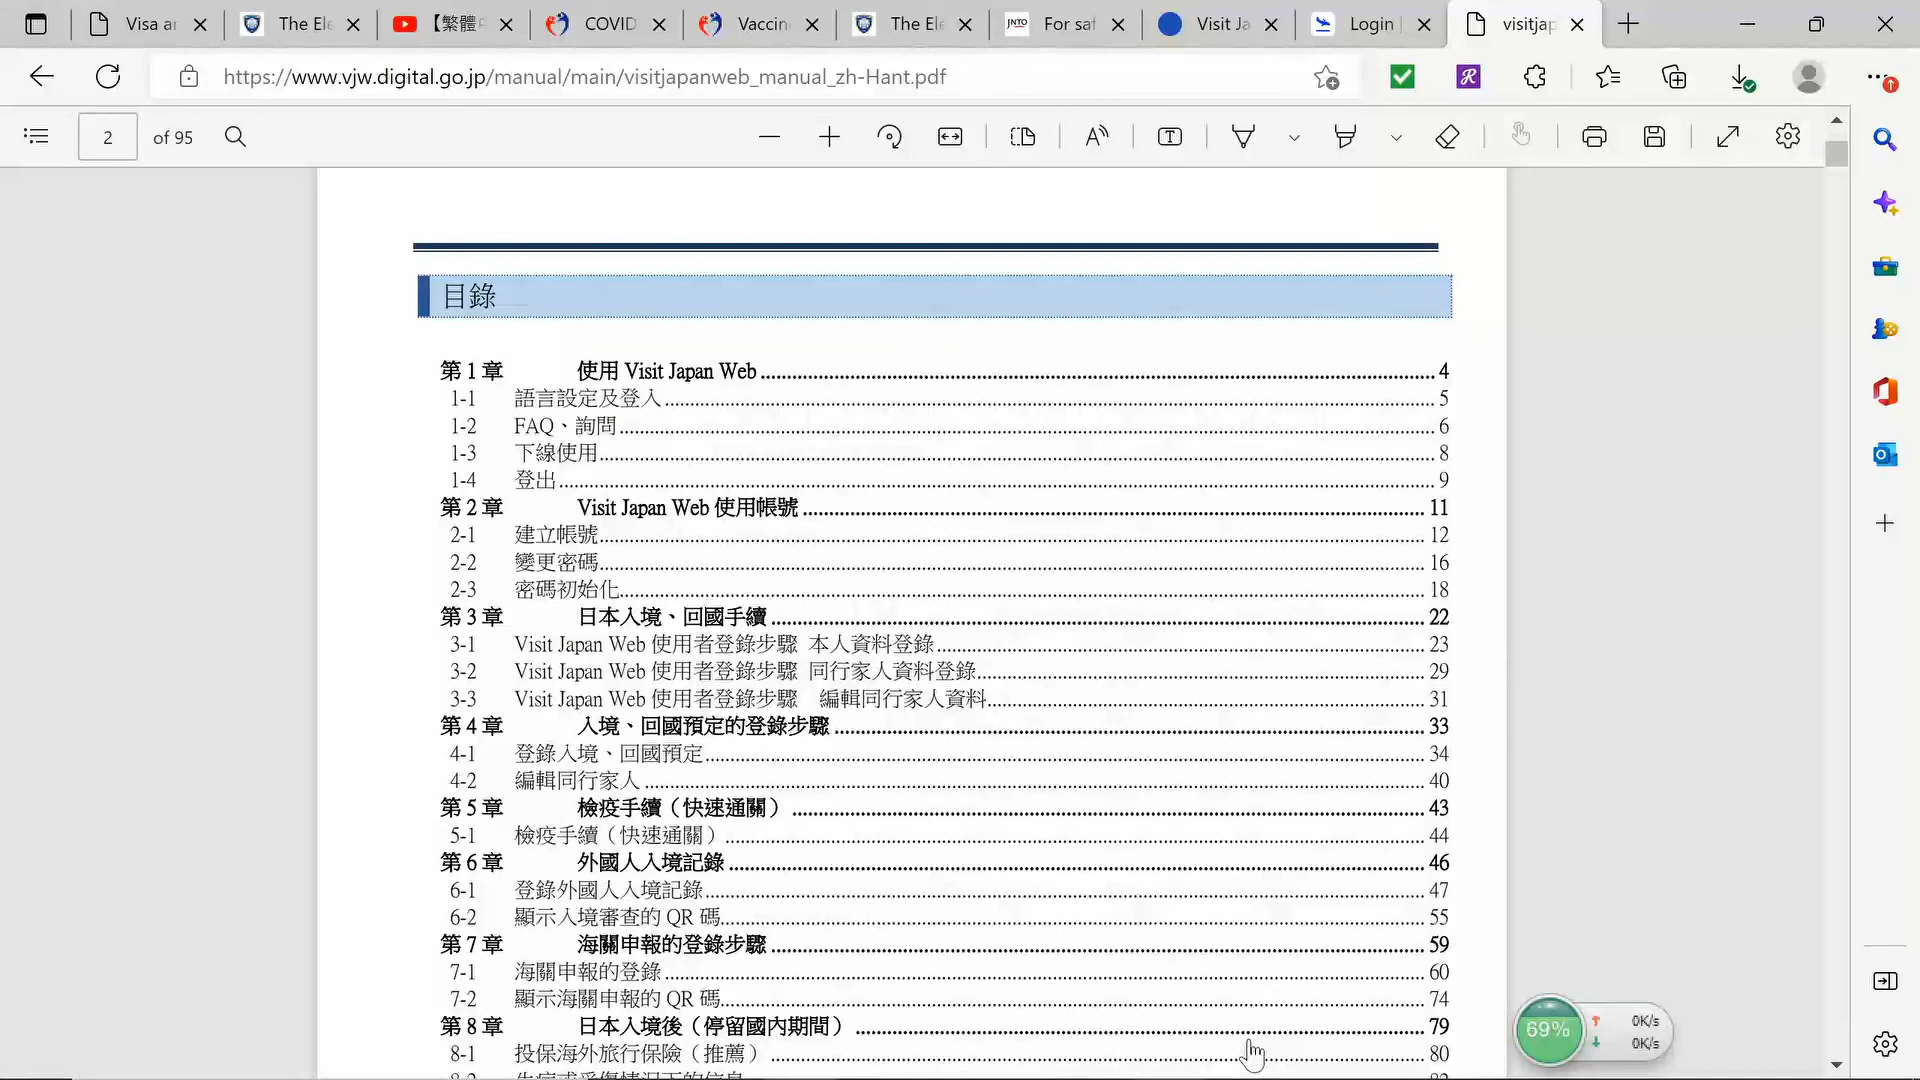 Visa ar
The Ele
【繁體中
COVID
Vaccin
The Ele
JNTO
For saf
Visit Ja
Login |
visitjap
https://www.vjw.digital.go.jp/manual/main/visitjapanweb_manual_zh-Hant.pdf
2 of 95
目錄
第 1 章 使用 Visit Japan Web 4
1-1 語言設定及登入 5
1-2 FAQ、詢問 6
1-3 下線使用 8
1-4 登出 9
第 2 章 Visit Japan Web 使用帳號 11
2-1 建立帳號 12
2-2 變更密碼 16
2-3 密碼初始化 18
第 3 章 日本入境、回國手續 22
3-1 Visit Japan Web 使用者登錄步驟 本人資料登錄 23
3-2 Visit Japan Web 使用者登錄步驟 同行家人資料登錄 29
3-3 Visit Japan Web 使用者登錄步驟 編輯同行家人資料 31
第 4 章 入境、回國預定的登錄步驟 33
4-1 登錄入境、回國預定 34
4-2 編輯同行家人 40
第 5 章 檢疫手續（快速通關） 43
5-1 檢疫手續（快速通關） 44
第 6 章 外國人入境記錄 46
6-1 登錄外國人入境記錄 47
6-2 顯示入境審查的 QR 碼 55
第 7 章 海關申報的登錄步驟 59
7-1 海關申報的登錄 60
7-2 顯示海關申報的 QR 碼 74
第 8 章 日本入境後（停留國內期間） 79
8-1 投保海外旅行保險（推薦） 80
69%
0K/s
0K/s